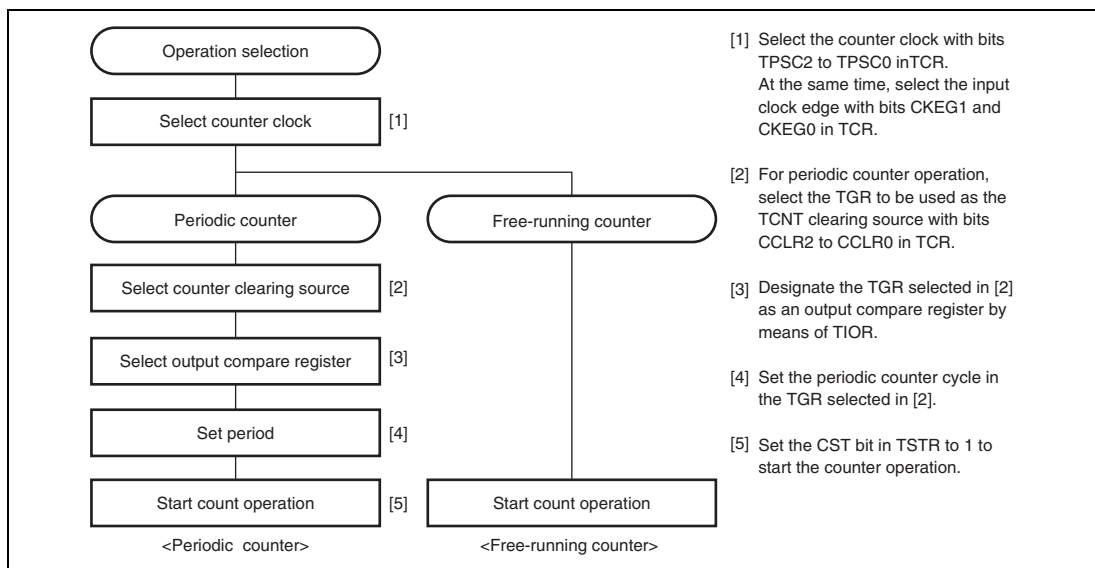 Operation selection
Select counter clock
[1]
Periodic counter
Free-running counter
Select counter clearing source
[2]
Select output compare register
[3]
Set period
[4]
Start count operation
[5]
Start count operation
<Periodic counter>
<Free-running counter>
[1] Select the counter clock with bits
TPSC2 to TPSC0 inTCR.
At the same time, select the input
clock edge with bits CKEG1 and
CKEG0 in TCR.
[2] For periodic counter operation,
select the TGR to be used as the
TCNT clearing source with bits
CCLR2 to CCLR0 in TCR.
[3] Designate the TGR selected in [2]
as an output compare register by
means of TIOR.
[4] Set the periodic counter cycle in
the TGR selected in [2].
[5] Set the CST bit in TSTR to 1 to
start the counter operation.